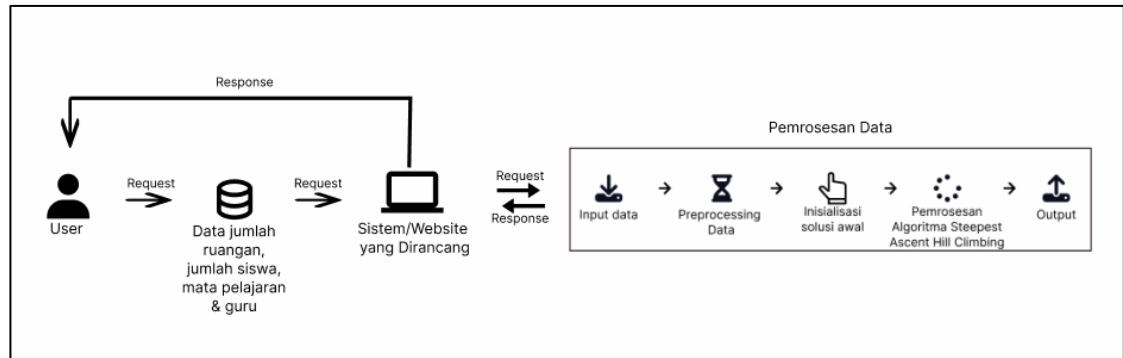 Response
User
Request
Data jumlah
ruangan,
jumlah siswa,
mata pelajaran
& guru
Request
Sistem/Website
yang Dirancang
Request
Response
Pemrosesan Data
Input data
Preprocessing
Data
Inisialisasi
solusi awal
Pemrosesan
Algoritma Steepest
Ascent Hill Climbing
Output